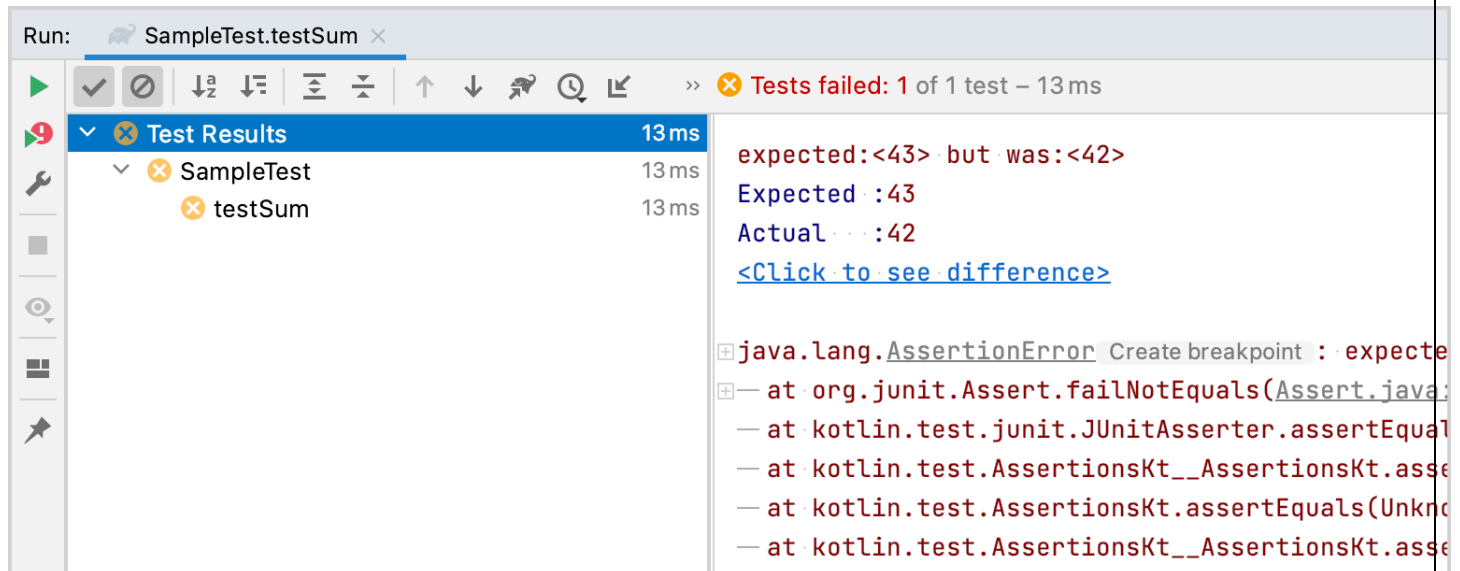 Run: SampleTest.testSum
Tests failed: 1 of 1 test – 13 ms
Test Results 13 ms
SampleTest 13 ms
testSum 13 ms
expected:<43> but was:<42>
Expected :43
Actual :42
<Click to see difference>
java.lang.AssertionError Create breakpoint : expecte
at org.junit.Assert.failNotEquals(Assert.java:
at kotlin.test.junit.JUnitAsserter.assertEqual
at kotlin.test.AssertionsKt__AssertionsKt.asse
at kotlin.test.AssertionsKt.assertEquals(Unkno
at kotlin.test.AssertionsKt__AssertionsKt.asse